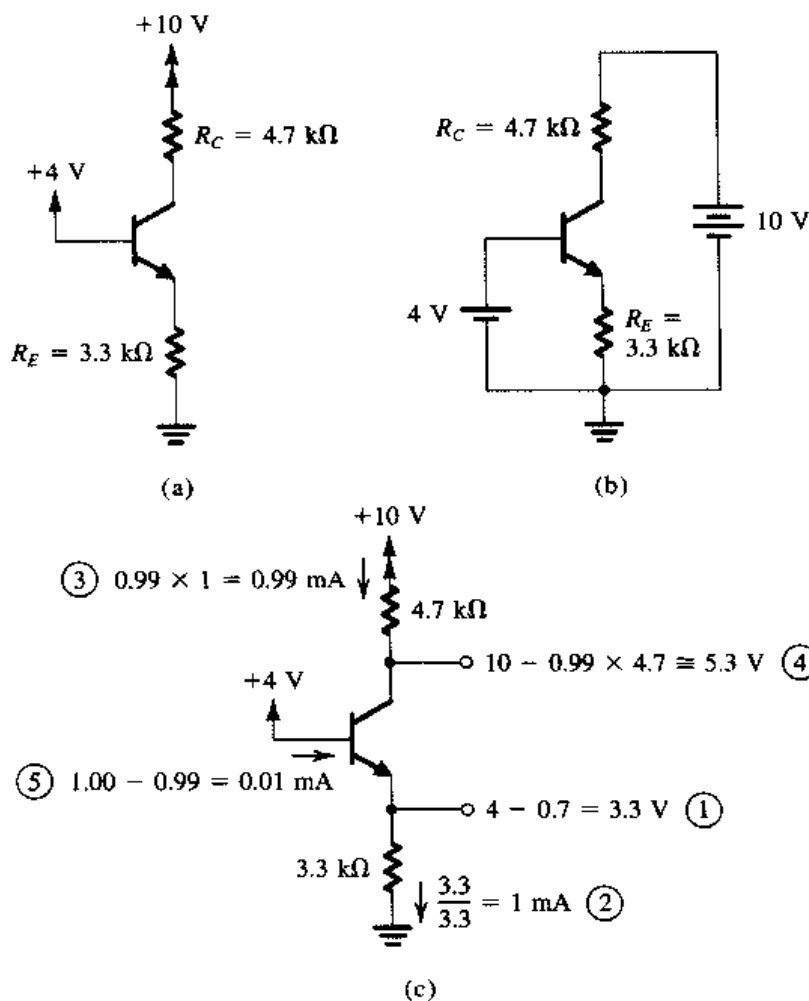 +10 V
R_C = 4.7 kΩ
+4 V
R_E = 3.3 kΩ
(a)
R_C = 4.7 kΩ
10 V
4 V
R_E =
3.3 kΩ
(b)
+10 V
③ 0.99 × 1 = 0.99 mA
4.7 kΩ
10 − 0.99 × 4.7 ≅ 5.3 V ④
+4 V
⑤ 1.00 − 0.99 = 0.01 mA
4 − 0.7 = 3.3 V ①
3.3 kΩ
3.3/3.3 = 1 mA ②
(c)